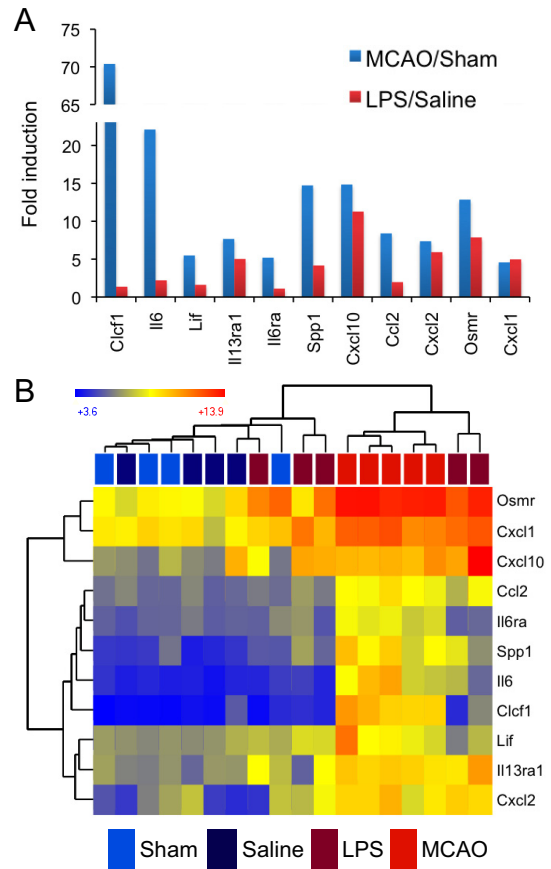 A
75
70
65
20
15
10
5
0
Fold induction
MCAO/Sham
LPS/Saline
Clcf1
Il6
Lif
Il13ra1
Il6ra
Spp1
Cxcl10
Ccl2
Cxcl2
Osmr
Cxcl1
B
+3.6
+13.9
Osmr
Cxcl1
Cxcl10
Ccl2
Il6ra
Spp1
Il6
Clcf1
Lif
Il13ra1
Cxcl2
Sham Saline LPS MCAO